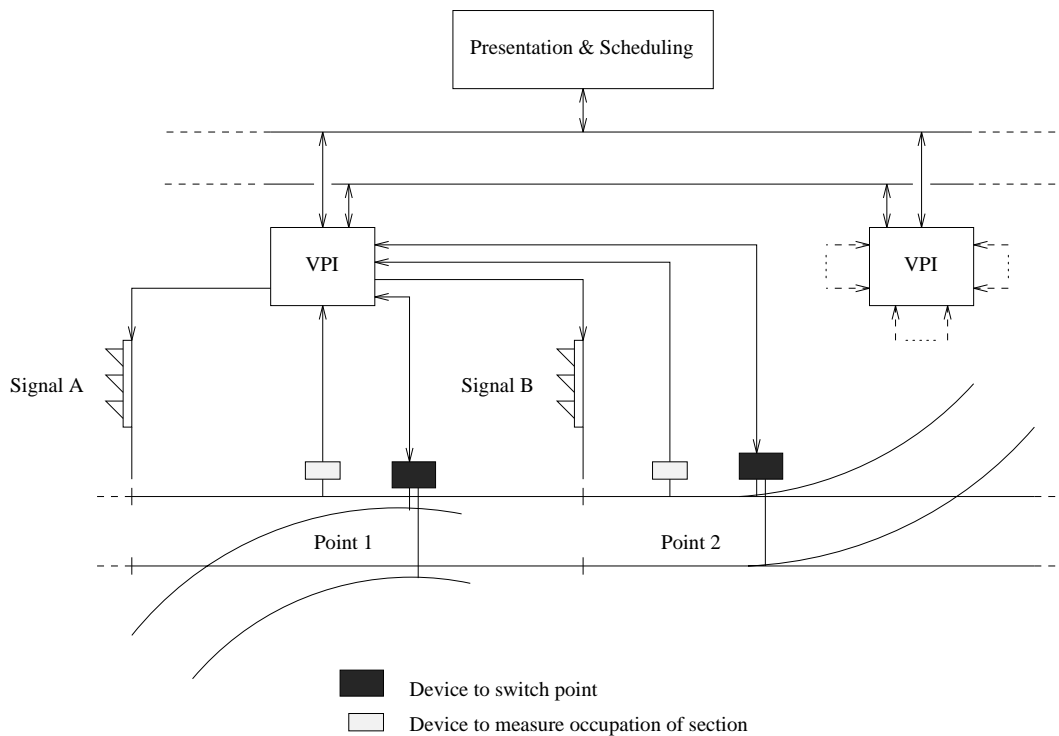 Presentation & Scheduling
VPI
VPI
Signal A
Signal B
Point 1
Point 2
Device to switch point
Device to measure occupation of section